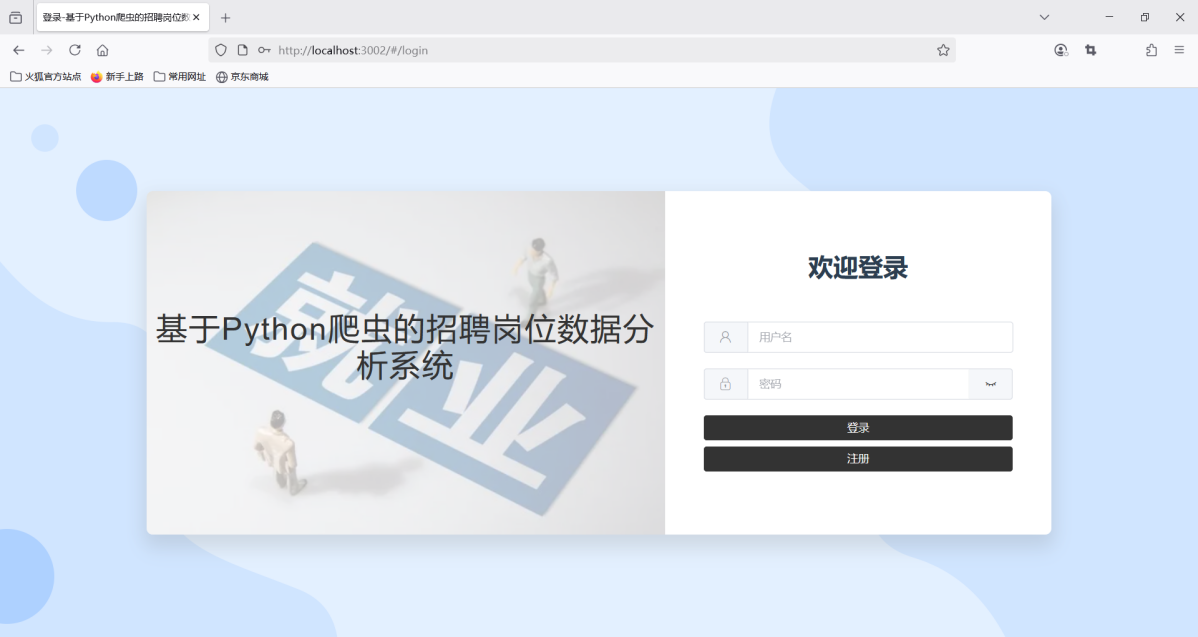 登录-基于Python爬虫的招聘岗位数
http://localhost:3002/#/login
火狐官方站点 新手上路 常用网址 京东商城
就业
基于Python爬虫的招聘岗位数据分
析系统
欢迎登录
用户名
密码
登录
注册